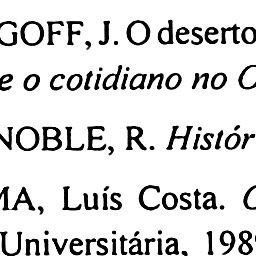 GOFF, J. O deserto
e o cotidiano no O
NOBLE, R. Histór
MA, Luís Costa.
Universitária, 198